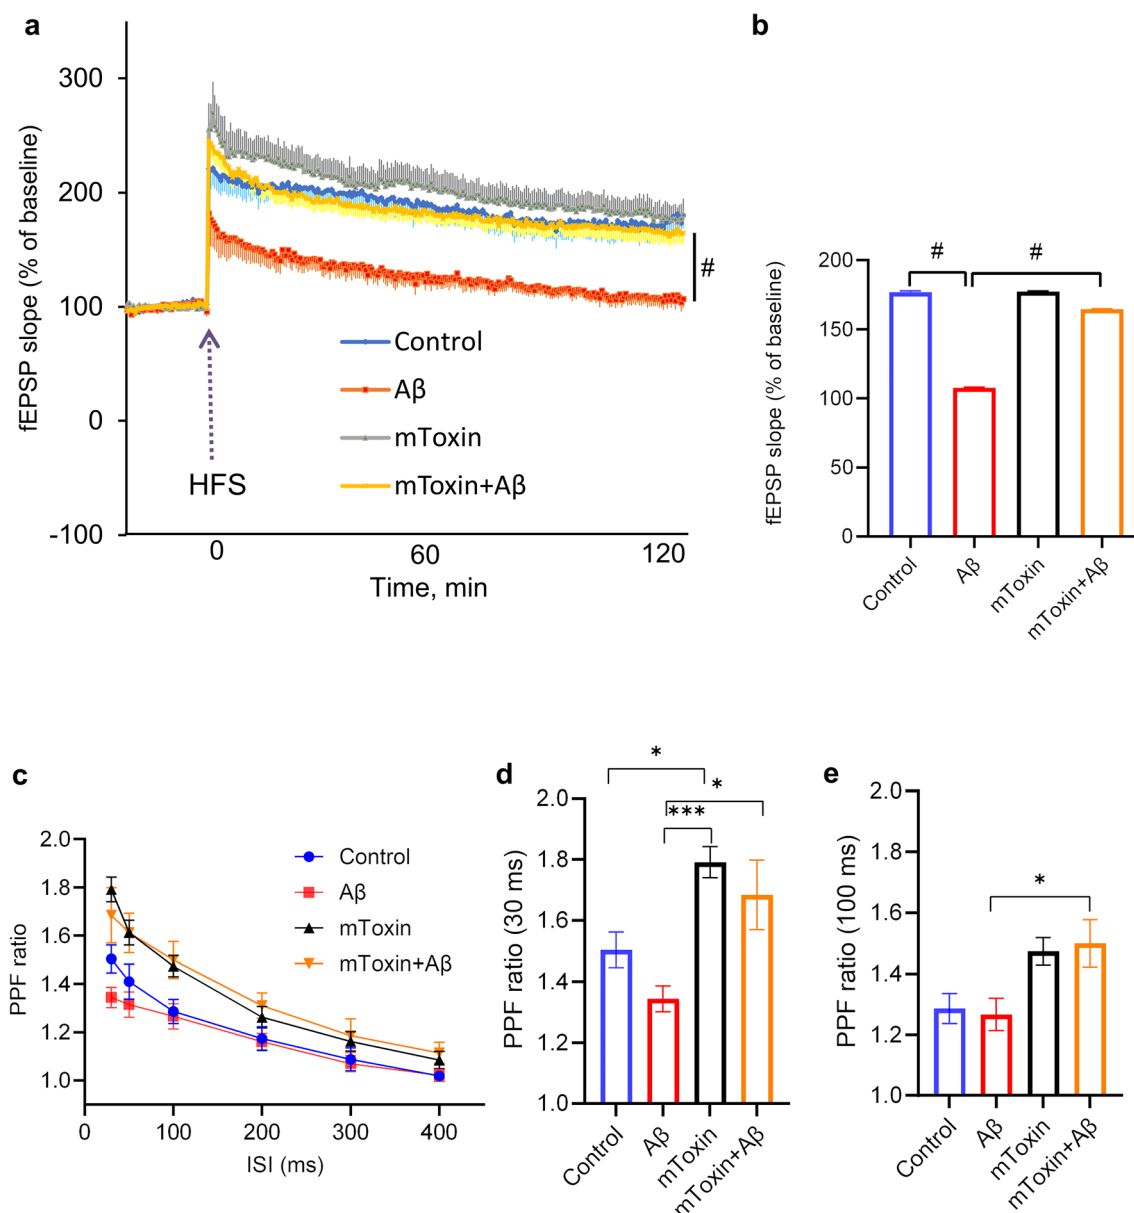 a
fEPSP slope (% of baseline)
300
200
100
0
-100
HFS
Control
Aβ
mToxin
mToxin+Aβ
#
0
60
120
Time, min
b
fEPSP slope (% of baseline)
200
150
100
50
0
#
#
Control
Aβ
mToxin
mToxin+Aβ
c
PPF ratio
2.0
1.8
1.6
1.4
1.2
1.0
Control
Aβ
mToxin
mToxin+Aβ
0
100
200
300
400
ISI (ms)
d
PPF ratio (30 ms)
2.0
1.8
1.6
1.4
1.2
1.0
*
*
***
Control
Aβ
mToxin
mToxin+Aβ
e
PPF ratio (100 ms)
2.0
1.8
1.6
1.4
1.2
1.0
*
Control
Aβ
mToxin
mToxin+Aβ